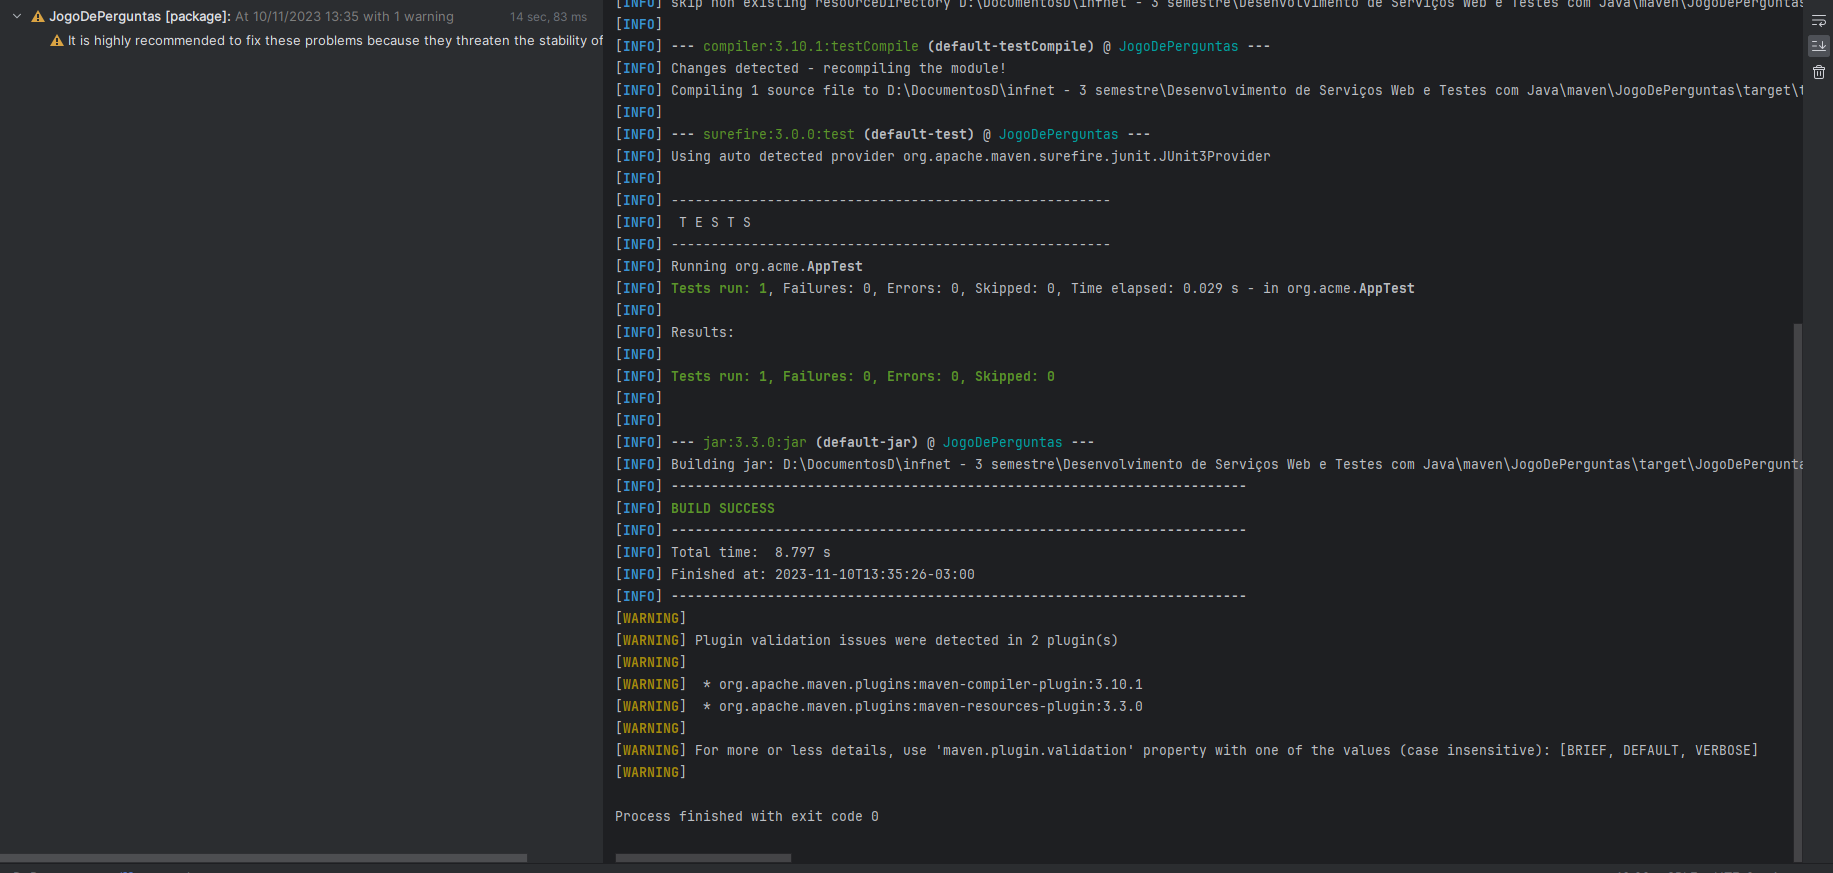 JogoDePerguntas [package]: At 10/11/2023 13:35 with 1 warning 14 sec, 83 ms
It is highly recommended to fix these problems because they threaten the stability of
[INFO] skip non existing resourceDirectory D:\DocumentosD\infnet - 3 semestre\Desenvolvimento de Serviços Web e Testes com Java\maven\JogoDePerguntas
[INFO]
[INFO] --- compiler:3.10.1:testCompile (default-testCompile) @ JogoDePerguntas ---
[INFO] Changes detected - recompiling the module!
[INFO] Compiling 1 source file to D:\DocumentosD\infnet - 3 semestre\Desenvolvimento de Serviços Web e Testes com Java\maven\JogoDePerguntas\target\t
[INFO]
[INFO] --- surefire:3.0.0:test (default-test) @ JogoDePerguntas ---
[INFO] Using auto detected provider org.apache.maven.surefire.junit.JUnit3Provider
[INFO]
[INFO] -------------------------------------------------------
[INFO]  T E S T S
[INFO] -------------------------------------------------------
[INFO] Running org.acme.AppTest
[INFO] Tests run: 1, Failures: 0, Errors: 0, Skipped: 0, Time elapsed: 0.029 s - in org.acme.AppTest
[INFO]
[INFO] Results:
[INFO]
[INFO] Tests run: 1, Failures: 0, Errors: 0, Skipped: 0
[INFO]
[INFO]
[INFO] --- jar:3.3.0:jar (default-jar) @ JogoDePerguntas ---
[INFO] Building jar: D:\DocumentosD\infnet - 3 semestre\Desenvolvimento de Serviços Web e Testes com Java\maven\JogoDePerguntas\target\JogoDePergunta
[INFO] ------------------------------------------------------------------------
[INFO] BUILD SUCCESS
[INFO] ------------------------------------------------------------------------
[INFO] Total time:  8.797 s
[INFO] Finished at: 2023-11-10T13:35:26-03:00
[INFO] ------------------------------------------------------------------------
[WARNING]
[WARNING] Plugin validation issues were detected in 2 plugin(s)
[WARNING]
[WARNING]  * org.apache.maven.plugins:maven-compiler-plugin:3.10.1
[WARNING]  * org.apache.maven.plugins:maven-resources-plugin:3.3.0
[WARNING]
[WARNING] For more or less details, use 'maven.plugin.validation' property with one of the values (case insensitive): [BRIEF, DEFAULT, VERBOSE]
[WARNING]
Process finished with exit code 0